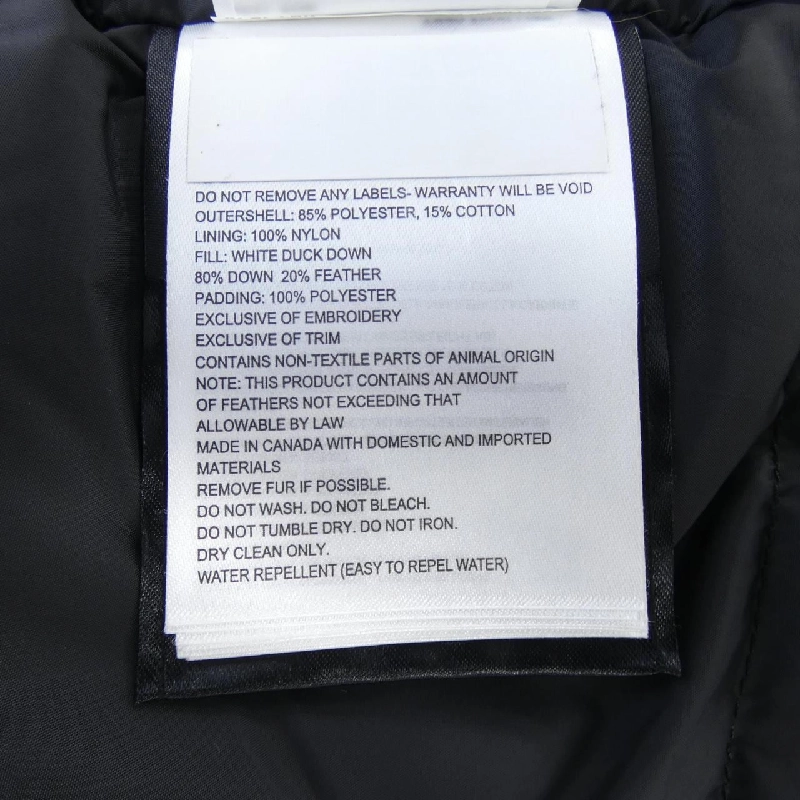 DO NOT REMOVE ANY LABELS- WARRANTY WILL BE VOID
OUTERSHELL: 85% POLYESTER, 15% COTTON
LINING: 100% NYLON
FILL: WHITE DUCK DOWN
80% DOWN 20% FEATHER
PADDING: 100% POLYESTER
EXCLUSIVE OF EMBROIDERY
EXCLUSIVE OF TRIM
CONTAINS NON-TEXTILE PARTS OF ANIMAL ORIGIN
NOTE: THIS PRODUCT CONTAINS AN AMOUNT
OF FEATHERS NOT EXCEEDING THAT
ALLOWABLE BY LAW
MADE IN CANADA WITH DOMESTIC AND IMPORTED
MATERIALS
REMOVE FUR IF POSSIBLE.
DO NOT WASH. DO NOT BLEACH.
DO NOT TUMBLE DRY. DO NOT IRON.
DRY CLEAN ONLY.
WATER REPELLENT (EASY TO REPEL WATER)